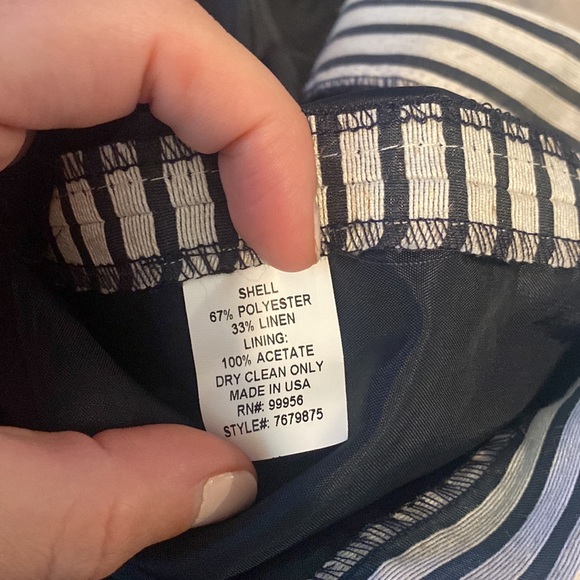 SHELL
67% POLYESTER
33% LINEN
LINING:
100% ACETATE
DRY CLEAN ONLY
MADE IN USA
RN#: 99956
STYLE#: 7679875